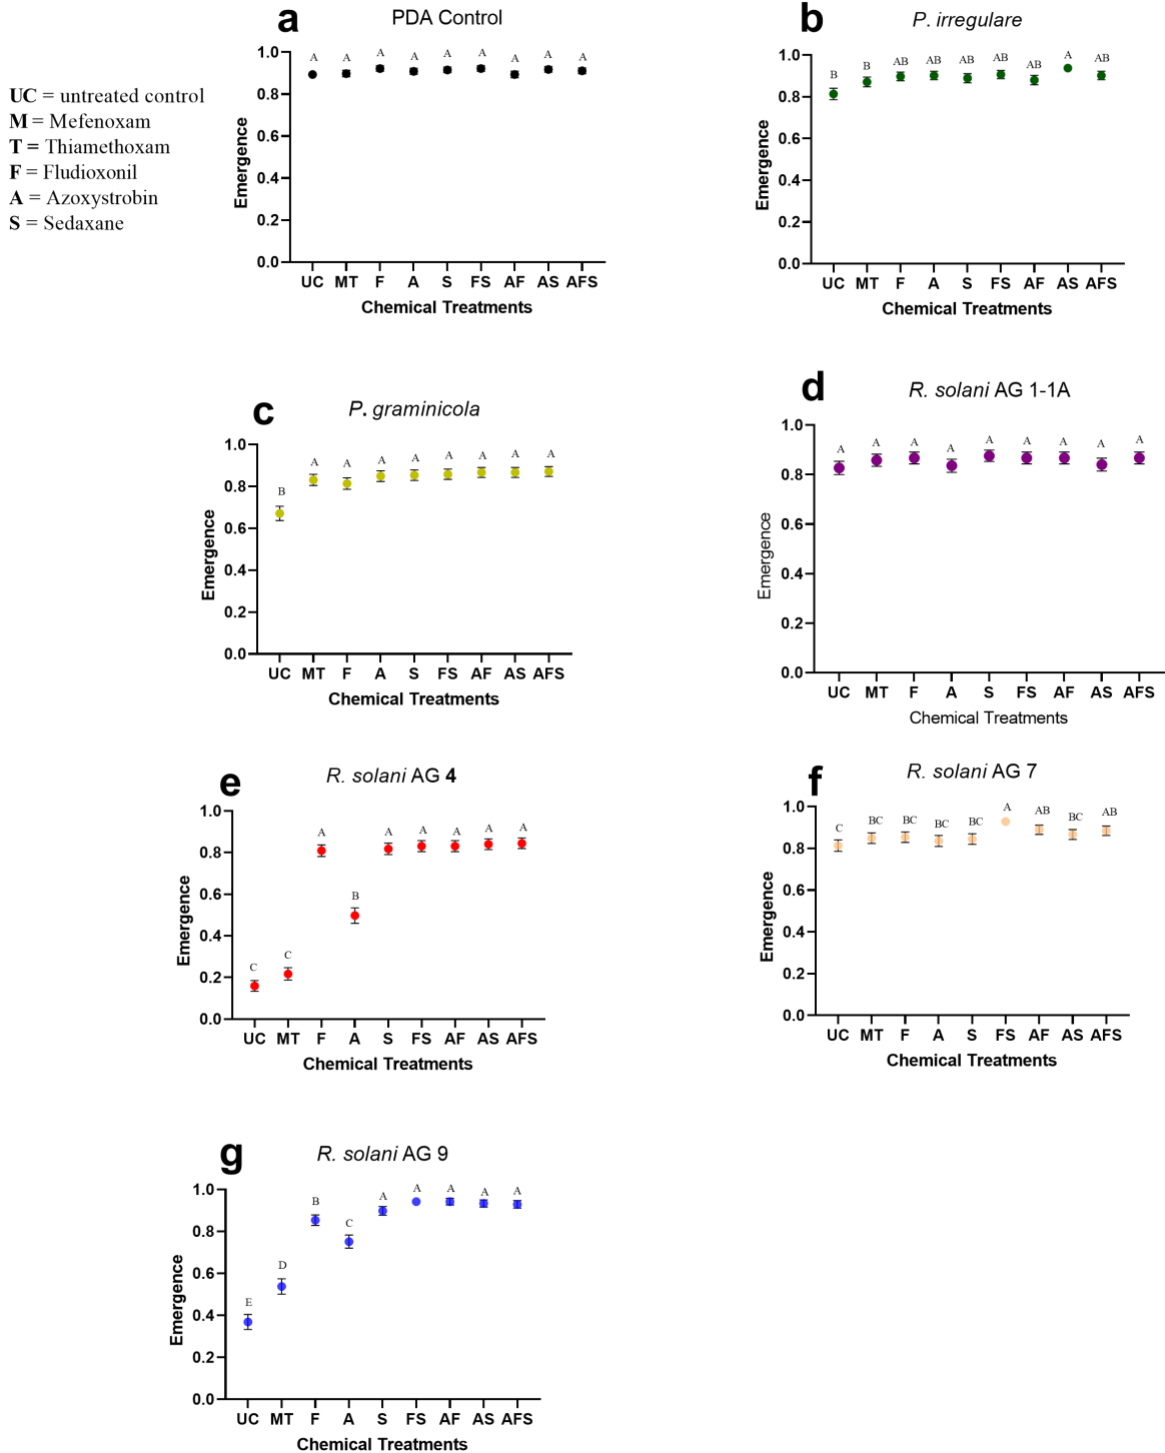 UC = untreated control
M = Mefenoxam
T = Thiamethoxam
F = Fludioxonil
A = Azoxystrobin
S = Sedaxane
a PDA Control
A A A A A A A A A
1.0
0.8
0.6
0.4
0.2
0.0
Emergence
UC MT F A S FS AF AS AFS
Chemical Treatments
b P. irregulare
B B AB AB AB AB AB A AB
1.0
0.8
0.6
0.4
0.2
0.0
Emergence
UC MT F A S FS AF AS AFS
Chemical Treatments
c P. graminicola
B A A A A A A A A
1.0
0.8
0.6
0.4
0.2
0.0
Emergence
UC MT F A S FS AF AS AFS
Chemical Treatments
d R. solani AG 1-1A
A A A A A A A A A
1.0
0.8
0.6
0.4
0.2
0.0
Emergence
UC MT F A S FS AF AS AFS
Chemical Treatments
e R. solani AG 4
C C A B A A A A A
1.0
0.8
0.6
0.4
0.2
0.0
Emergence
UC MT F A S FS AF AS AFS
Chemical Treatments
f R. solani AG 7
C BC BC BC BC A AB BC AB
1.0
0.8
0.6
0.4
0.2
0.0
Emergence
UC MT F A S FS AF AS AFS
Chemical Treatments
g R. solani AG 9
E D B C A A A A A
1.0
0.8
0.6
0.4
0.2
0.0
Emergence
UC MT F A S FS AF AS AFS
Chemical Treatments